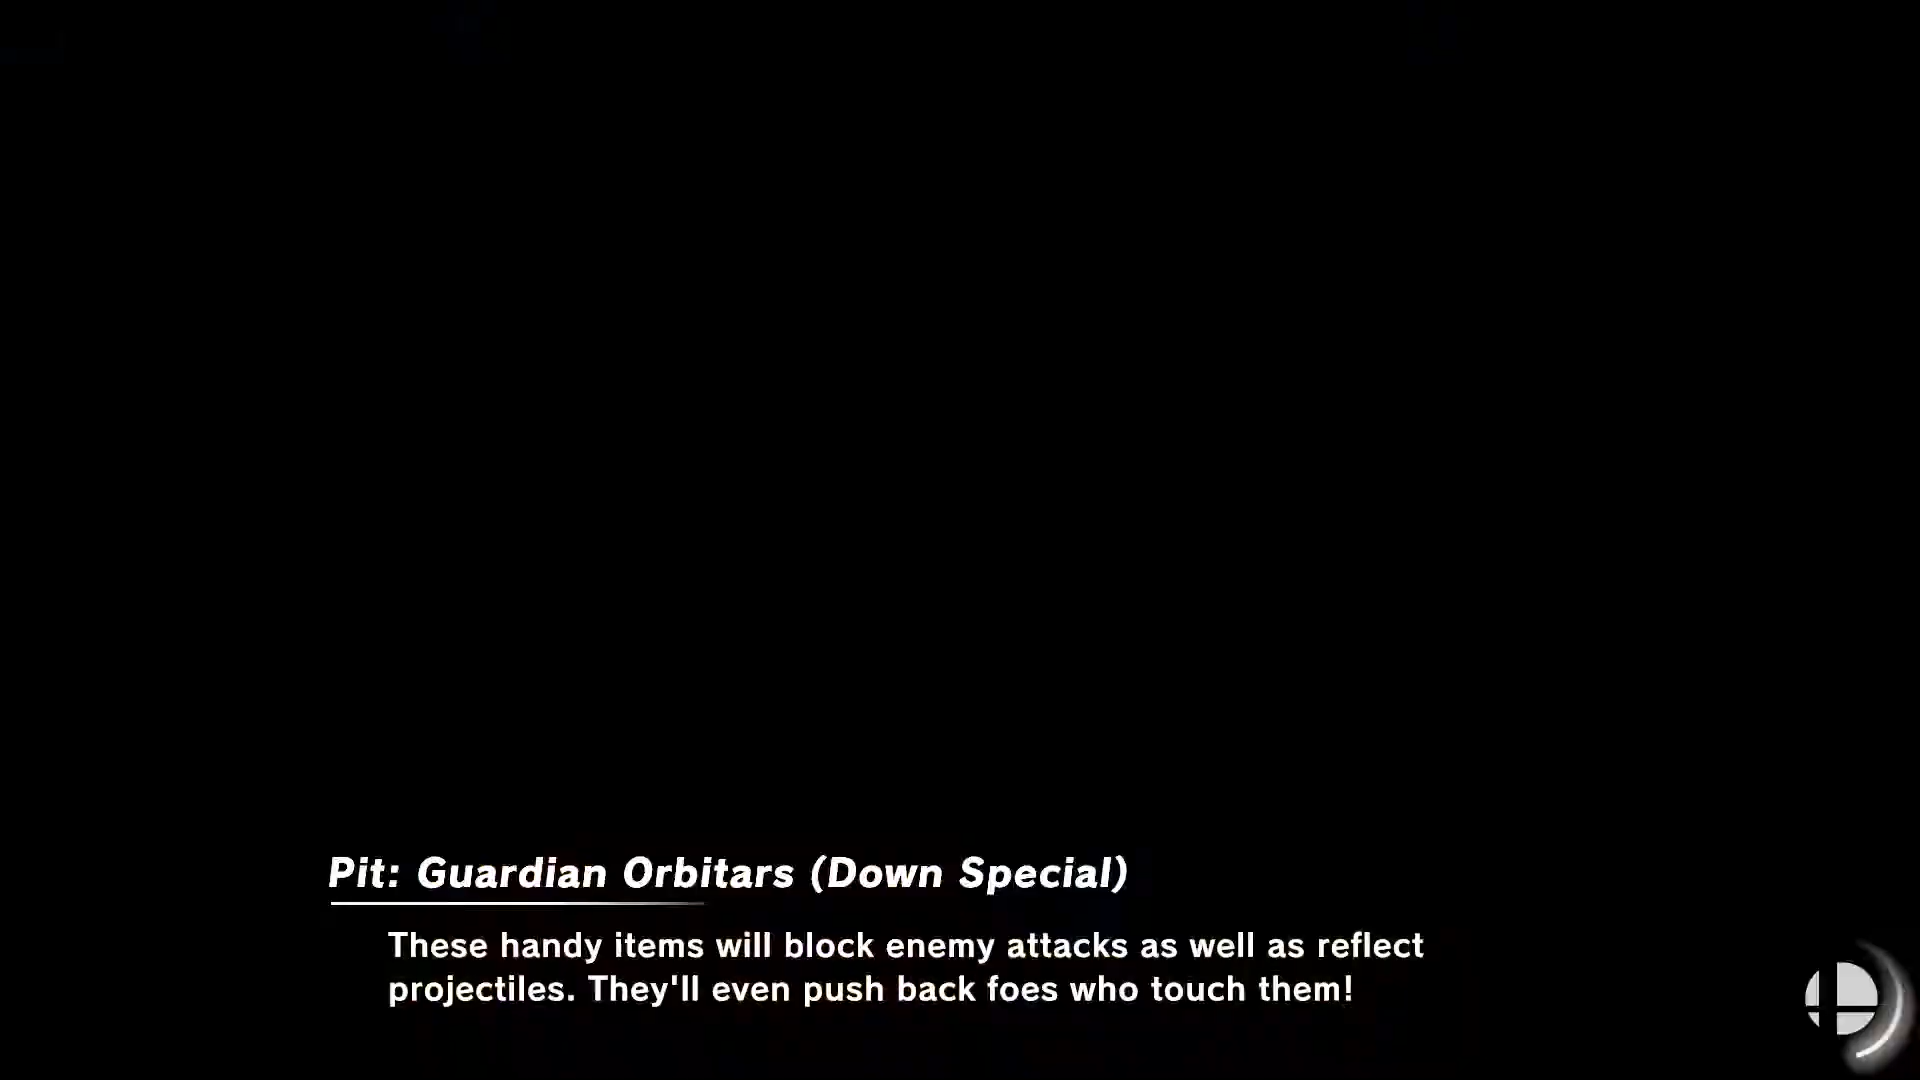 Pit: Guardian Orbitars (Down Special)
These handy items will block enemy attacks as well as reflect
projectiles. They'll even push back foes who touch them!